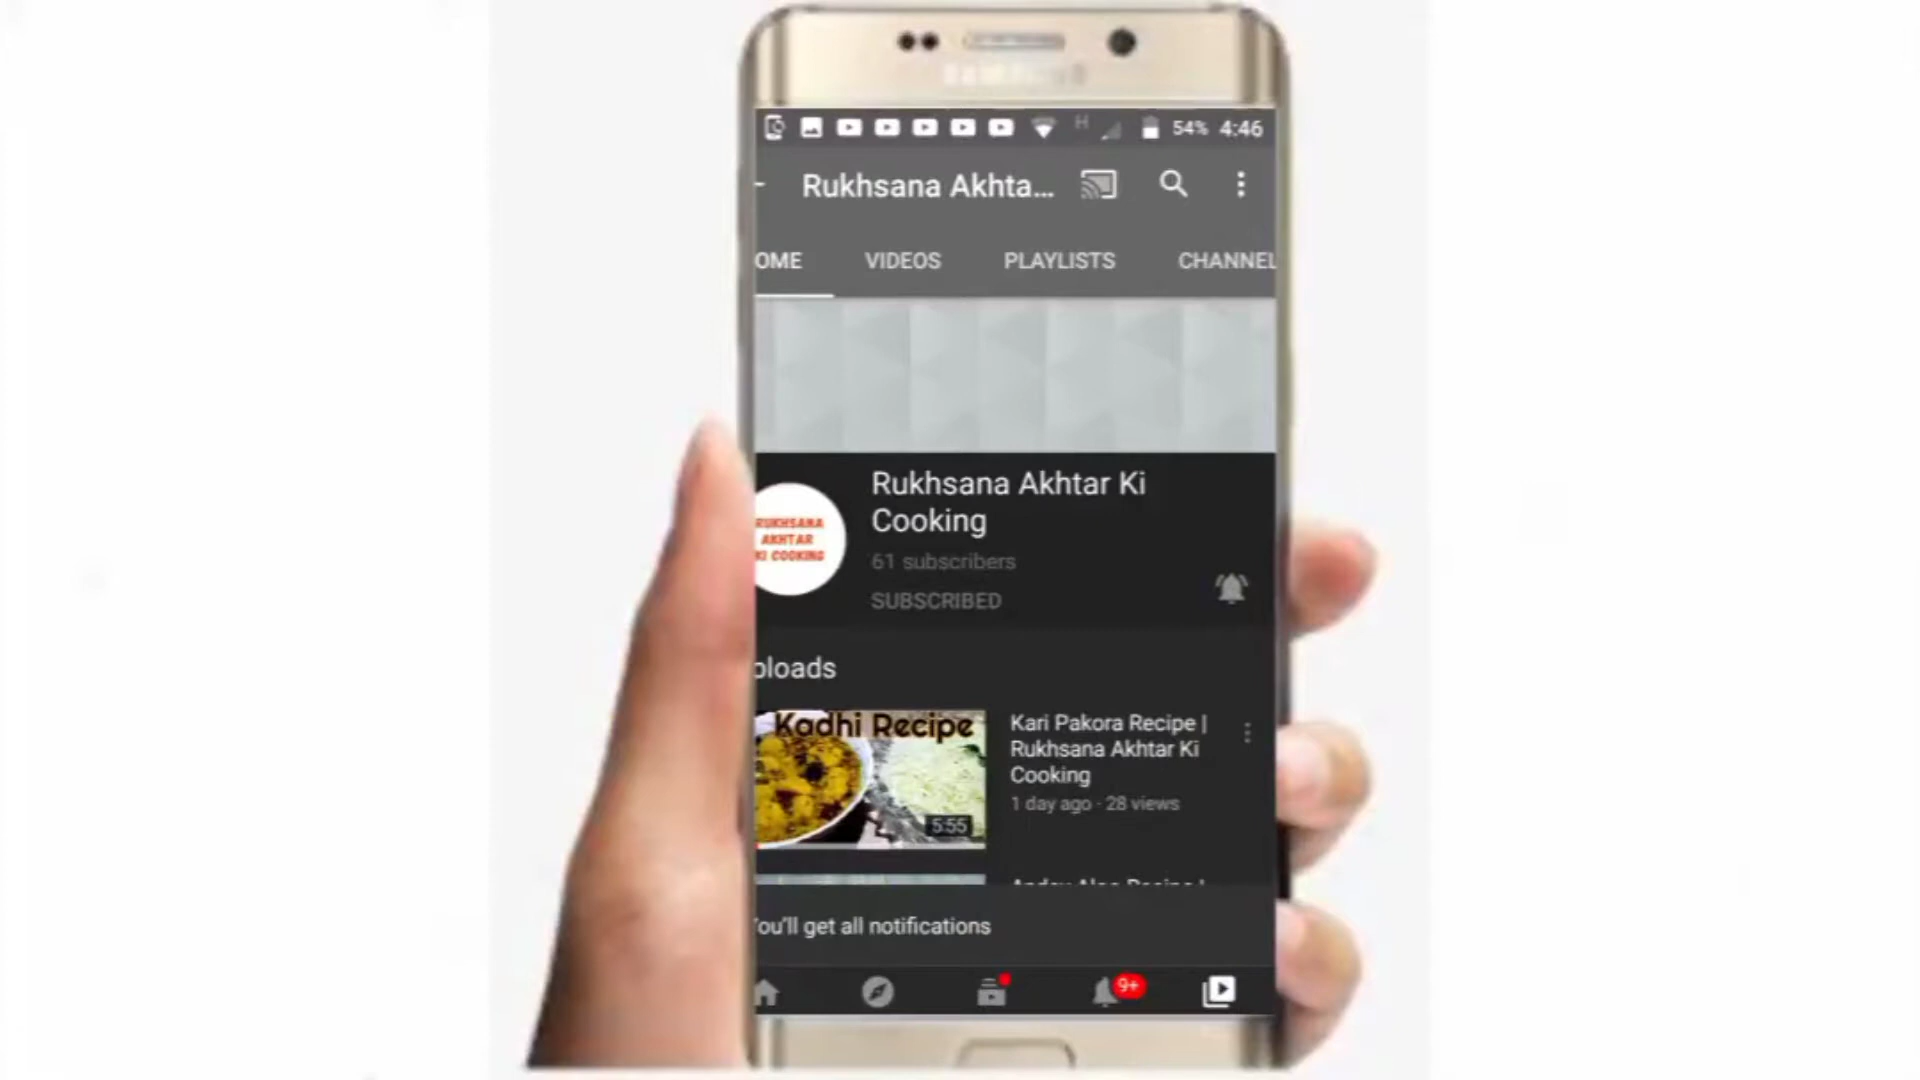 SAMSUNG
H 54% 4:46
Rukhsana Akhta...
OME VIDEOS PLAYLISTS CHANNEL
Rukhsana Akhtar Ki
Cooking
61 subscribers
SUBSCRIBED
RUKHSANA
AKHTAR
KI COOKING
ploads
Kadhi Recipe
5:55
Kari Pakora Recipe |
Rukhsana Akhtar Ki
Cooking
1 day ago · 28 views
You'll get all notifications
9+